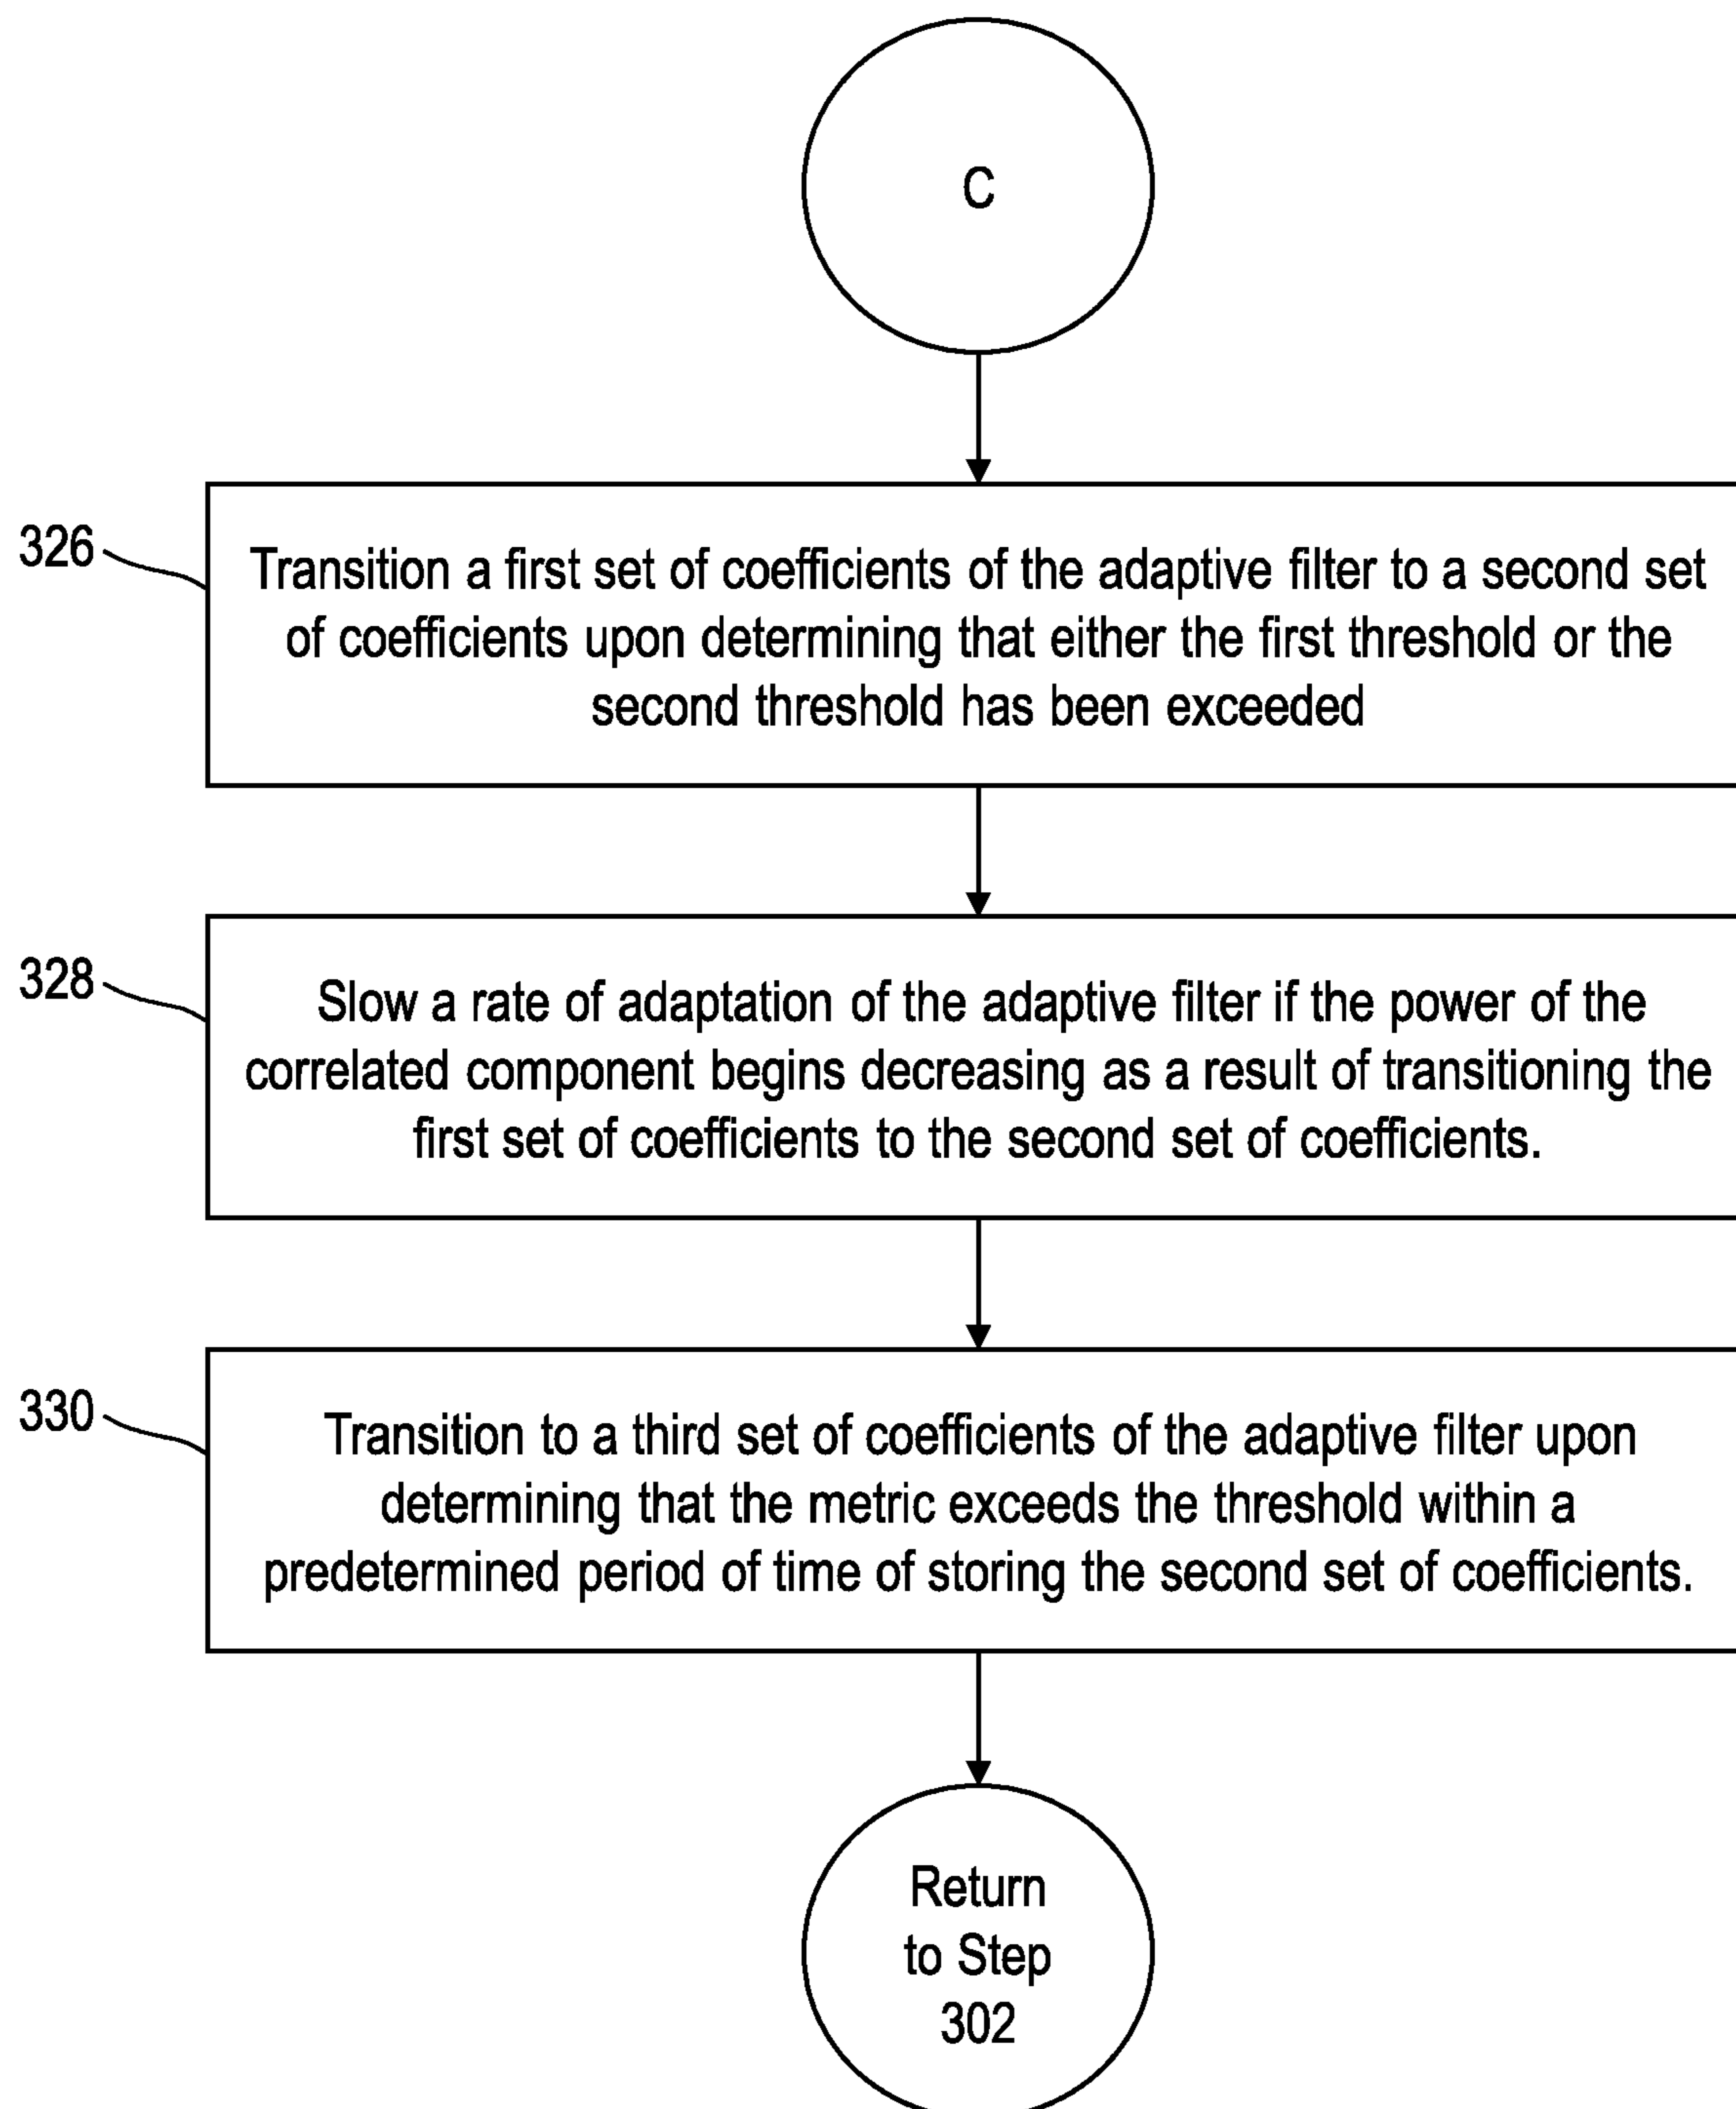 C
326
Transition a first set of coefficients of the adaptive filter to a second set
of coefficients upon determining that either the first threshold or the
second threshold has been exceeded
328
Slow a rate of adaptation of the adaptive filter if the power of the
correlated component begins decreasing as a result of transitioning the
first set of coefficients to the second set of coefficients.
330
Transition to a third set of coefficients of the adaptive filter upon
determining that the metric exceeds the threshold within a
predetermined period of time of storing the second set of coefficients.
Return
to Step
302